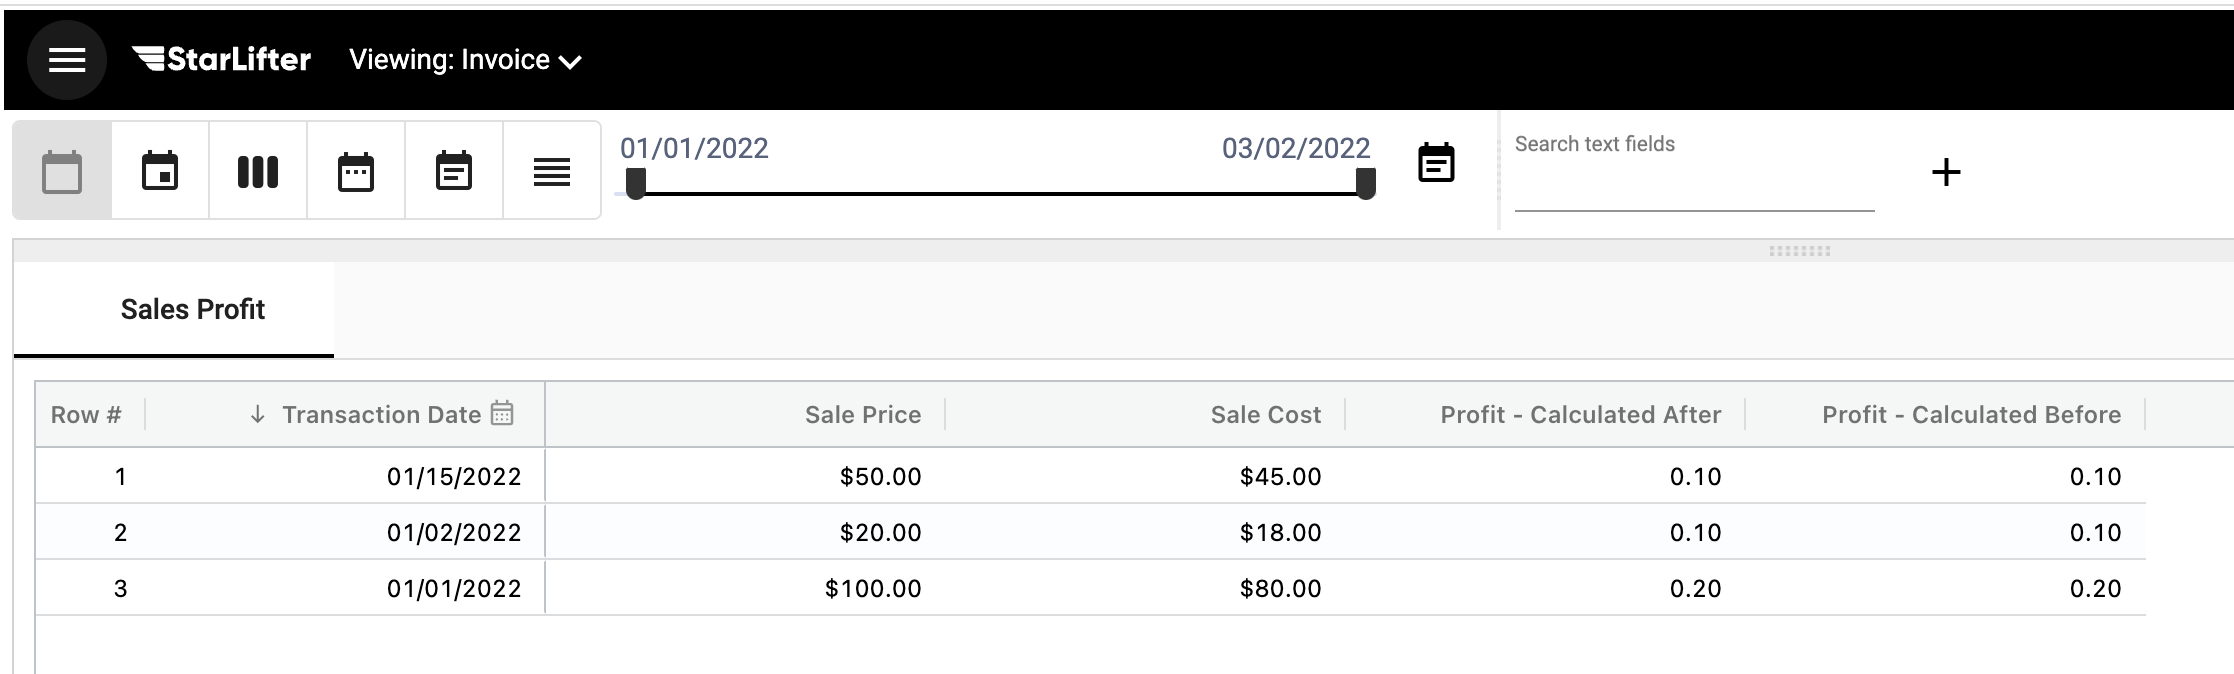 StarLifter Viewing: Invoice
01/01/2022 03/02/2022 Search text fields
Sales Profit
Row # Transaction Date Sale Price Sale Cost Profit - Calculated After Profit - Calculated Before
1 01/15/2022 $50.00 $45.00 0.10 0.10
2 01/02/2022 $20.00 $18.00 0.10 0.10
3 01/01/2022 $100.00 $80.00 0.20 0.20